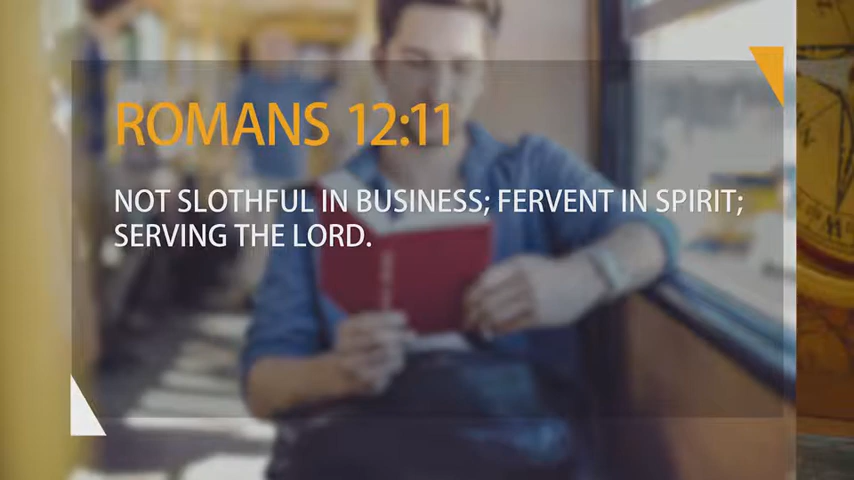 ROMANS 12:11
NOT SLOTHFUL IN BUSINESS; FERVENT IN SPIRIT;
SERVING THE LORD.